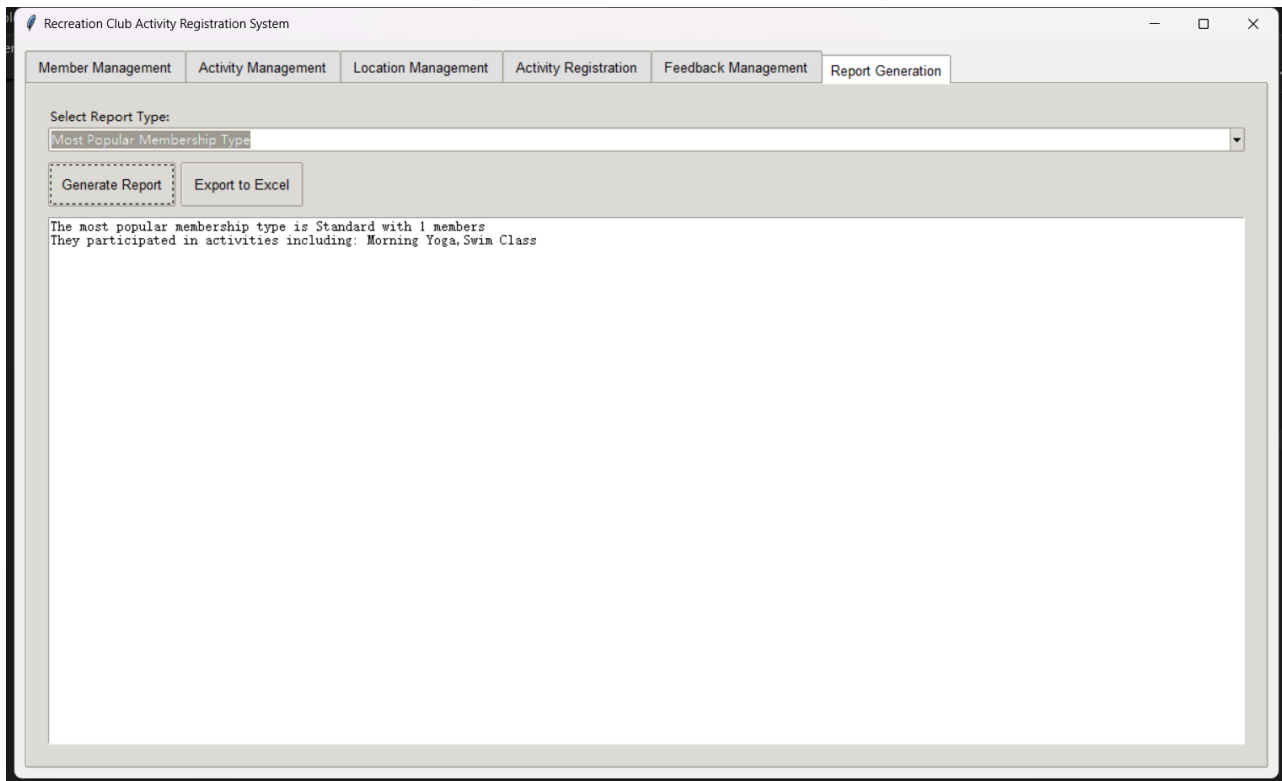 Recreation Club Activity Registration System
Member Management Activity Management Location Management Activity Registration Feedback Management Report Generation
Select Report Type:
Most Popular Membership Type
Generate Report Export to Excel
The most popular membership type is Standard with 1 members
They participated in activities including: Morning Yoga,Swim Class